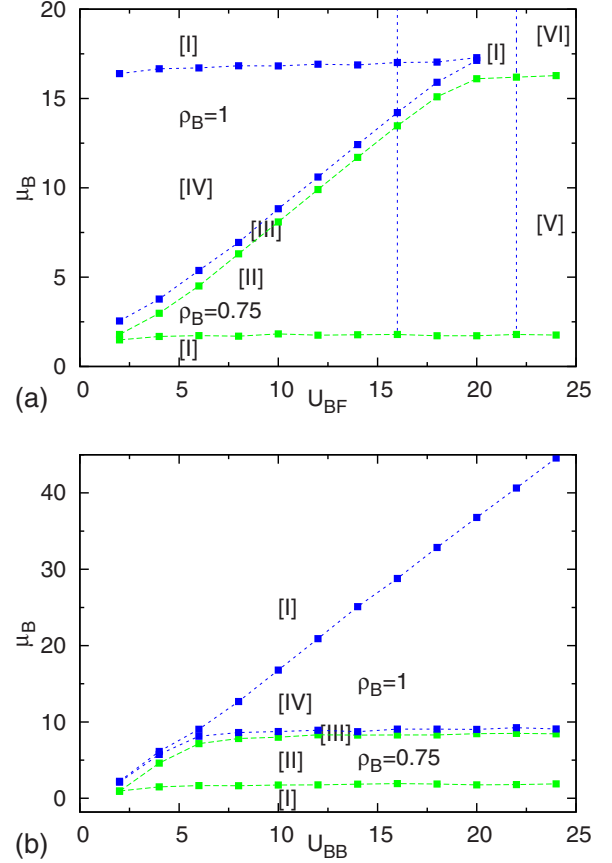 20
[I]
[VI]
[I]
15
ρB=1
μB
10
[IV]
[III]
[V]
[II]
5
ρB=0.75
[I]
0
0 5 10 15 20 25
(a)
UBF
40
30
μB
[I]
20
ρB=1
[IV]
10
[III]
[II]
ρB=0.75
[I]
0
0 5 10 15 20 25
(b)
UBB